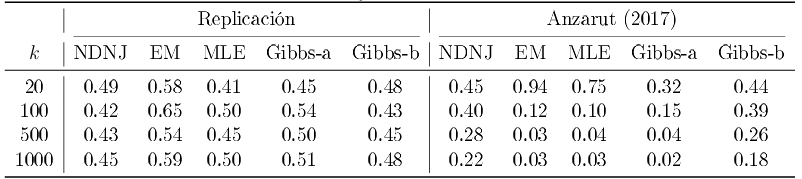 Replicación Anzarut (2017)
k NDNJ EM MLE Gibbs-a Gibbs-b NDNJ EM MLE Gibbs-a Gibbs-b
20 0.49 0.58 0.41 0.45 0.48 0.45 0.94 0.75 0.32 0.44
100 0.42 0.65 0.50 0.54 0.43 0.40 0.12 0.10 0.15 0.39
500 0.43 0.54 0.45 0.50 0.45 0.28 0.03 0.04 0.04 0.26
1000 0.45 0.59 0.50 0.51 0.48 0.22 0.03 0.03 0.02 0.18